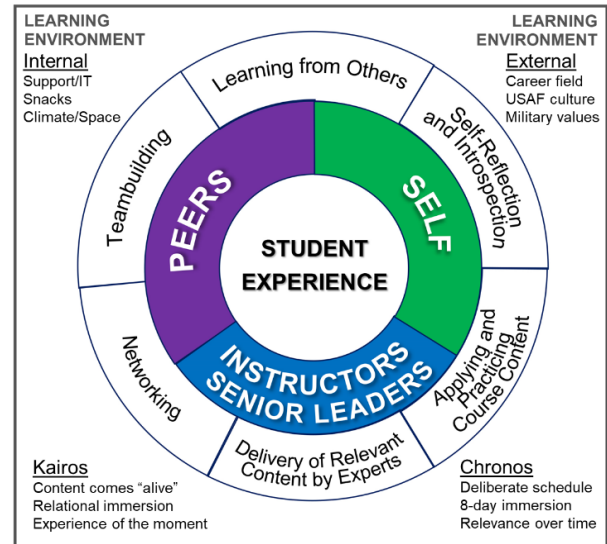 LEARNING
ENVIRONMENT
Internal
Support/IT
Snacks
Climate/Space
LEARNING
ENVIRONMENT
External
Career field
USAF culture
Military values
Learning from Others
Self-Reflection
and Introspection
Applying and
Practicing
Course Content
Delivery of Relevant
Content by Experts
Networking
Teambuilding
PEERS
SELF
INSTRUCTORS
SENIOR LEADERS
STUDENT
EXPERIENCE
Kairos
Content comes “alive”
Relational immersion
Experience of the moment
Chronos
Deliberate schedule
8-day immersion
Relevance over time